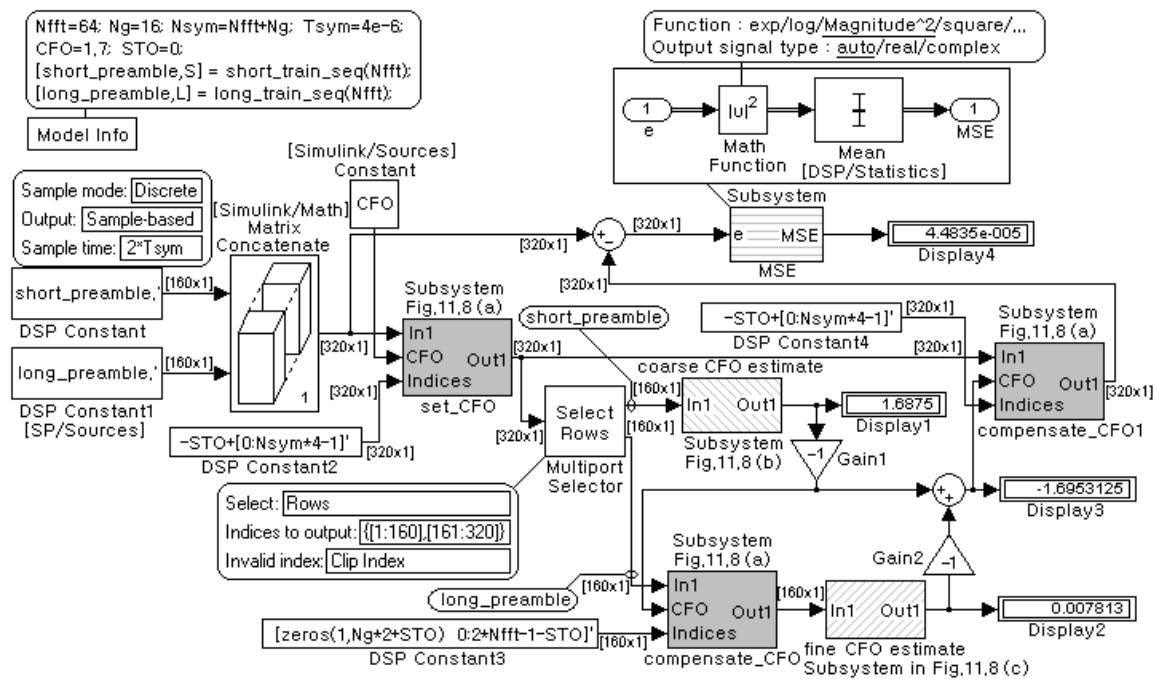 Nfft=64; Ng=16; Nsym=Nfft+Ng; Tsym=4e-6;
CFO=1,7; STO=0;
[short_preamble,S] = short_train_seq(Nfft);
[long_preamble,L] = long_train_seq(Nfft);
Model Info
Function : exp/log/Magnitude^2/square/,,,
Output signal type : auto/real/complex
1
e
|u|²
Math
Function
Mean
[DSP/Statistics]
1
MSE
Sample mode: Discrete
Output: Sample-based
Sample time: 2*Tsym
[Simulink/Sources]
Constant
CFO
[Simulink/Math]
Matrix
Concatenate
1
short_preamble,'
[160x1]
DSP Constant
long_preamble,'
[160x1]
DSP Constant1
[SP/Sources]
[320x1]
Subsystem
Fig,11,8 (a)
In1
CFO
Indices
Out1
set_CFO
[320x1]
-STO+[0:Nsym*4-1]'
DSP Constant2
[320x1]
[320x1]
+
-
[320x1]
[320x1]
Subsystem
e
MSE
MSE
4.4835e-005
Display4
short_preamble
[320x1]
[320x1]
Select
Rows
Multiport
Selector
[160x1]
[160x1]
coarse CFO estimate
In1
Out1
Subsystem
Fig,11,8 (b)
1.6875
Display1
-1
Gain1
-STO+[0:Nsym*4-1]'
DSP Constant4
[320x1]
[320x1]
Subsystem
Fig,11,8 (a)
In1
CFO
Indices
Out1
[320x1]
compensate_CFO1
Select: Rows
Indices to output: {[1:160],[161:320]}
Invalid index: Clip Index
+
+
-1.6953125
Display3
Gain2
-1
long_preamble
[160x1]
Subsystem
Fig,11,8 (a)
In1
CFO
Indices
Out1
compensate_CFO
[zeros(1,Ng*2+STO) 0:2*Nfft-1-STO]'
[160x1]
DSP Constant3
[160x1]
In1
Out1
fine CFO estimate
Subsystem in Fig,11,8 (c)
0.007813
Display2